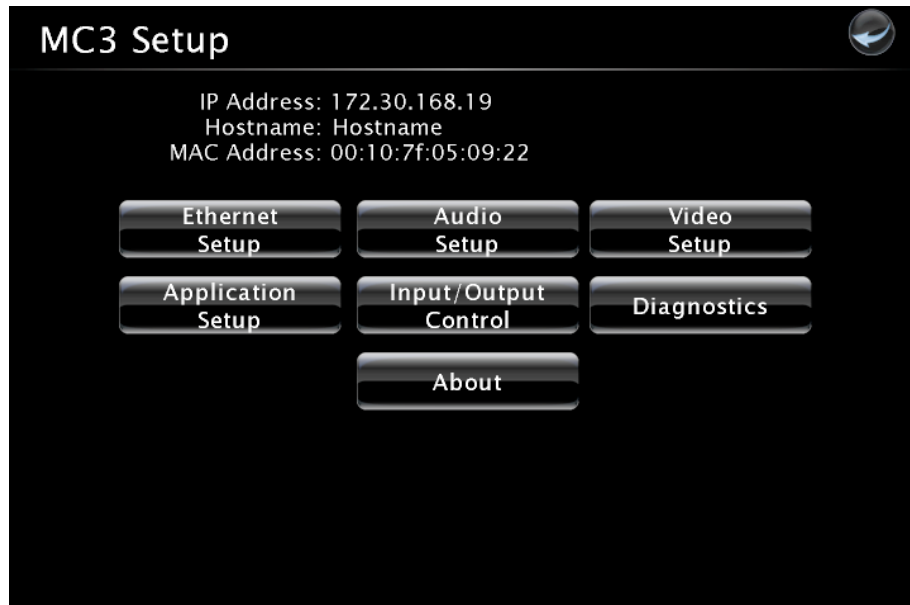 MC3 Setup
IP Address: 172.30.168.19
Hostname: Hostname
MAC Address: 00:10:7f:05:09:22
Ethernet
Setup
Audio
Setup
Video
Setup
Application
Setup
Input/Output
Control
Diagnostics
About